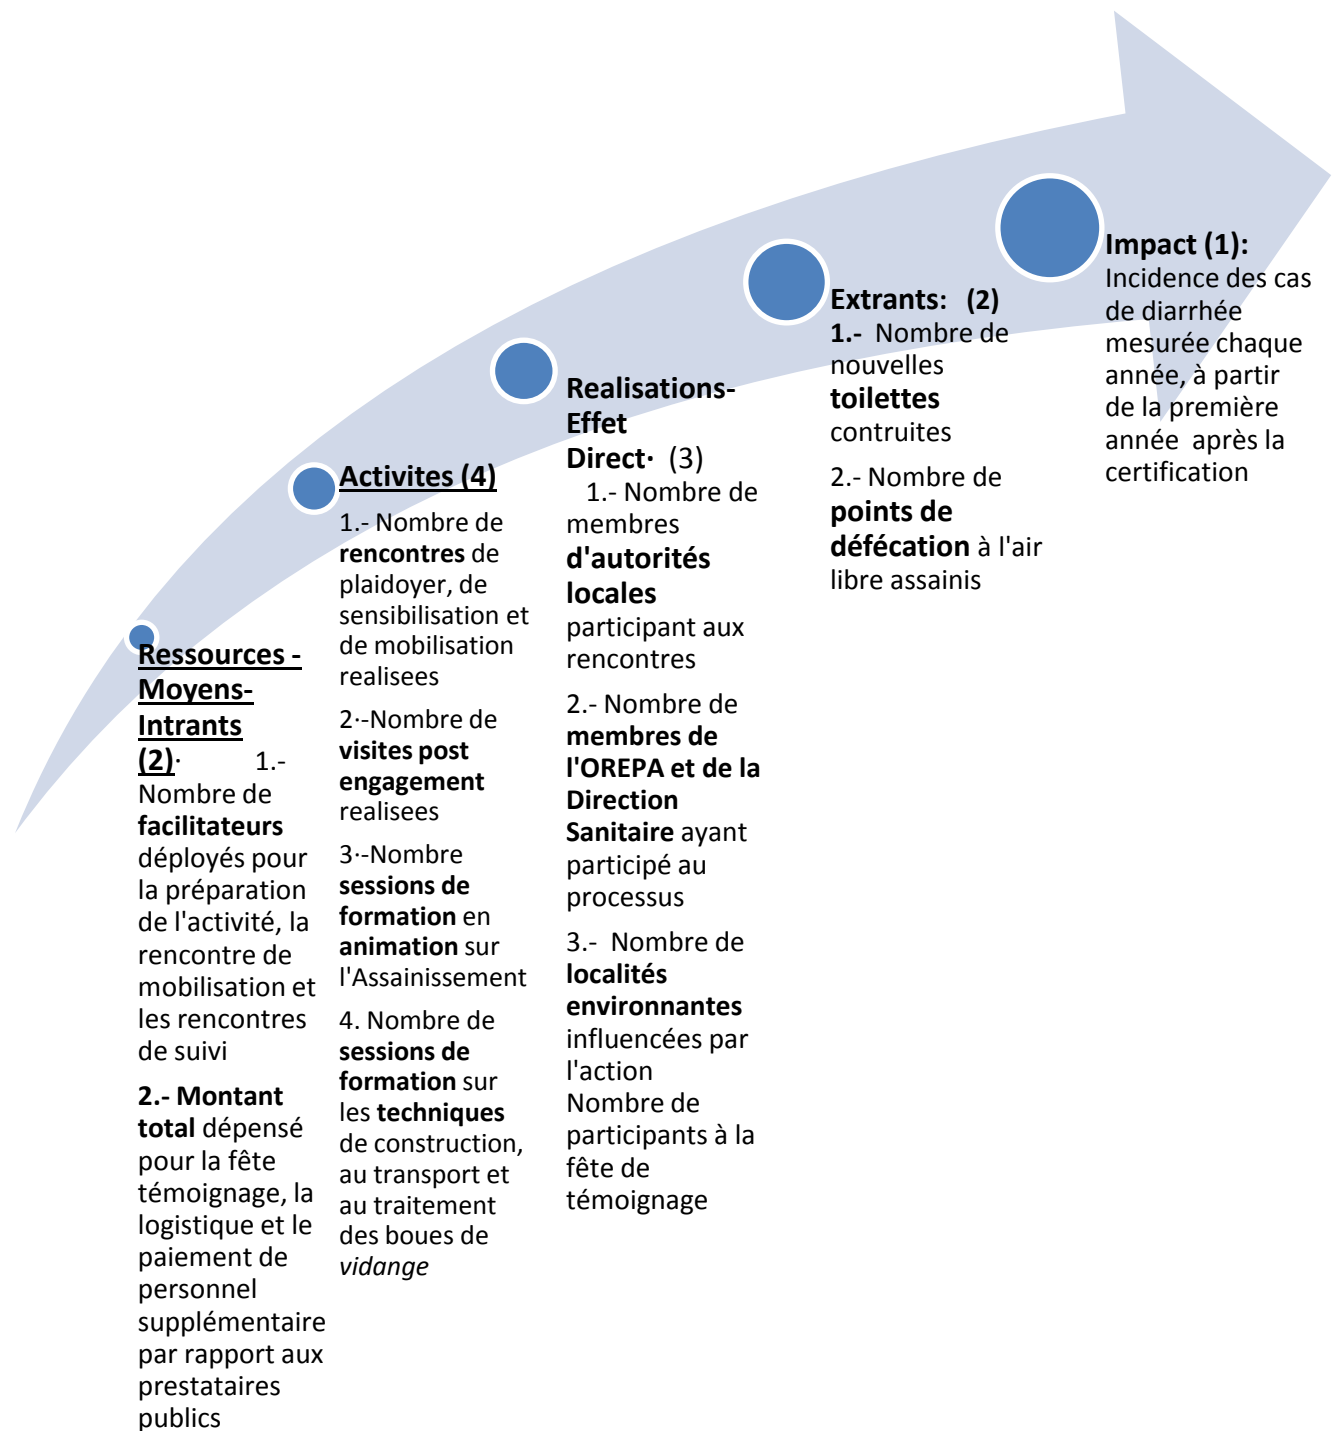 Ressources -
Moyens-
Intrants
(2)· 1.-
Nombre de
facilitateurs
déployés pour
la préparation
de l'activité, la
rencontre de
mobilisation et
les rencontres
de suivi
2.- Montant
total dépensé
pour la fête
témoignage, la
logistique et le
paiement de
personnel
supplémentaire
par rapport aux
prestataires
publics
Activites (4)
1.- Nombre de
rencontres de
plaidoyer, de
sensibilisation et
de mobilisation
realisees
2·-Nombre de
visites post
engagement
realisees
3·-Nombre
sessions de
formation en
animation sur
l'Assainissement
4. Nombre de
sessions de
formation sur
les techniques
de construction,
au transport et
au traitement
des boues de
vidange
Realisations-
Effet
Direct· (3)
1.- Nombre de
membres
d'autorités
locales
participant aux
rencontres
2.- Nombre de
membres de
l'OREPA et de la
Direction
Sanitaire ayant
participé au
processus
3.- Nombre de
localités
environnantes
influencées par
l'action
Nombre de
participants à la
fête de
témoignage
Extrants: (2)
1.- Nombre de
nouvelles
toilettes
contruites
2.- Nombre de
points de
défécation à l'air
libre assainis
Impact (1):
Incidence des cas
de diarrhée
mesurée chaque
année, à partir
de la première
année après la
certification